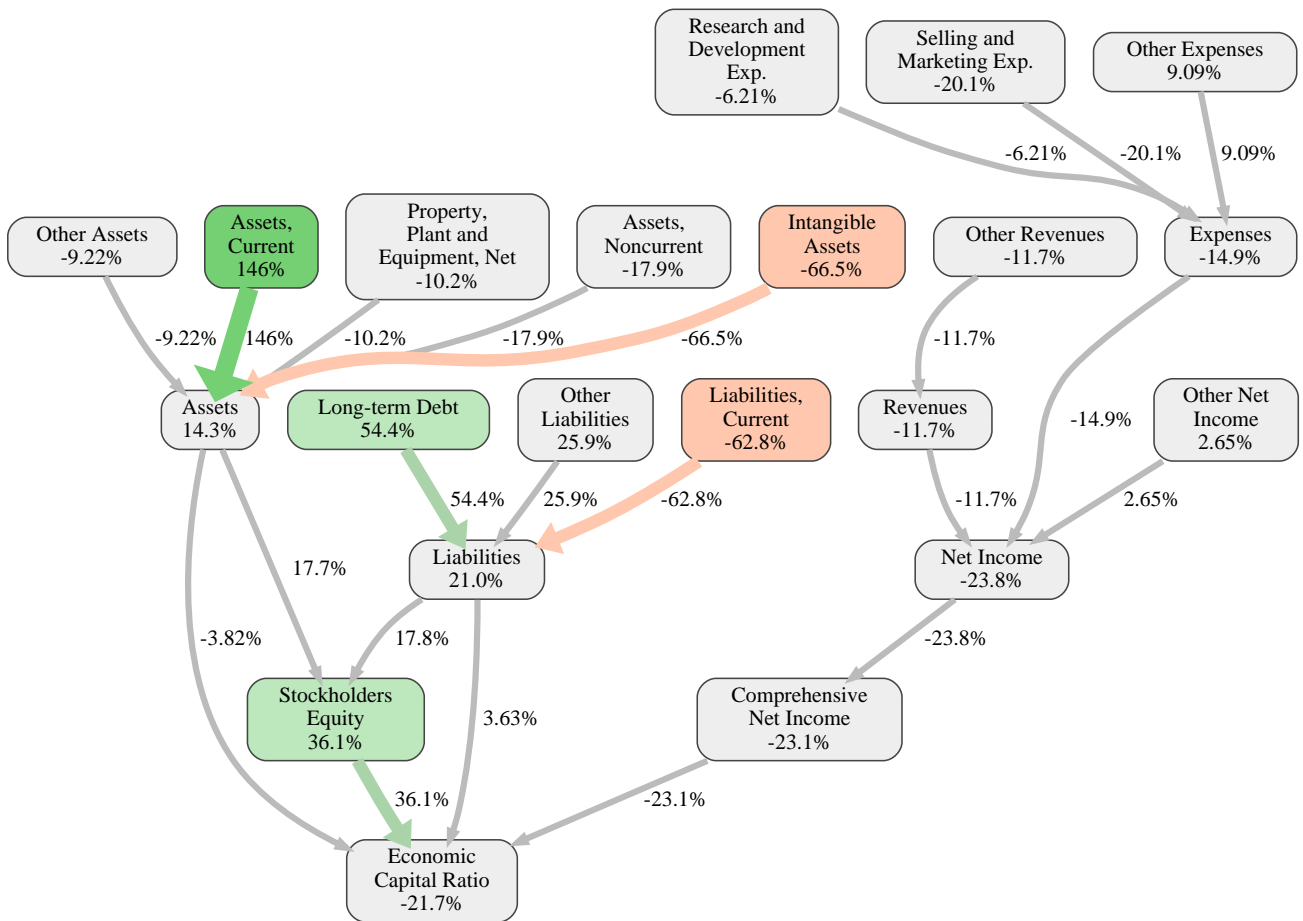 Research and
Development
Exp.
-6.21%
Selling and
Marketing Exp.
-20.1%
Other Expenses
9.09%
-6.21%
-20.1%
9.09%
Other Assets
-9.22%
Assets,
Current
146%
Property,
Plant and
Equipment, Net
-10.2%
Assets,
Noncurrent
-17.9%
Intangible
Assets
-66.5%
Other Revenues
-11.7%
Expenses
-14.9%
-9.22%
146%
-10.2%
-17.9%
-66.5%
-11.7%
Assets
14.3%
Long-term Debt
54.4%
Other
Liabilities
25.9%
Liabilities,
Current
-62.8%
Revenues
-11.7%
-14.9%
Other Net
Income
2.65%
54.4%
25.9%
-62.8%
-11.7%
2.65%
17.7%
Liabilities
21.0%
Net Income
-23.8%
-3.82%
17.8%
-23.8%
Stockholders
Equity
36.1%
3.63%
Comprehensive
Net Income
-23.1%
36.1%
-23.1%
Economic
Capital Ratio
-21.7%